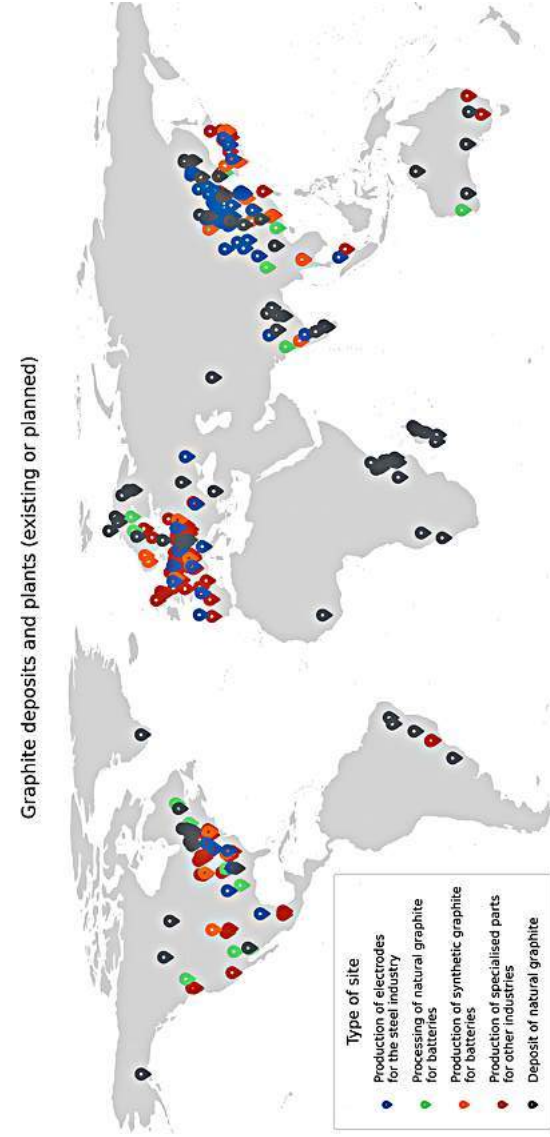 Graphite deposits and plants (existing or planned)
Type of site
Production of electrodes
for the steel industry
Processing of natural graphite
for batteries
Production of synthetic graphite
for batteries
Production of specialised parts
for other industries
Deposit of natural graphite